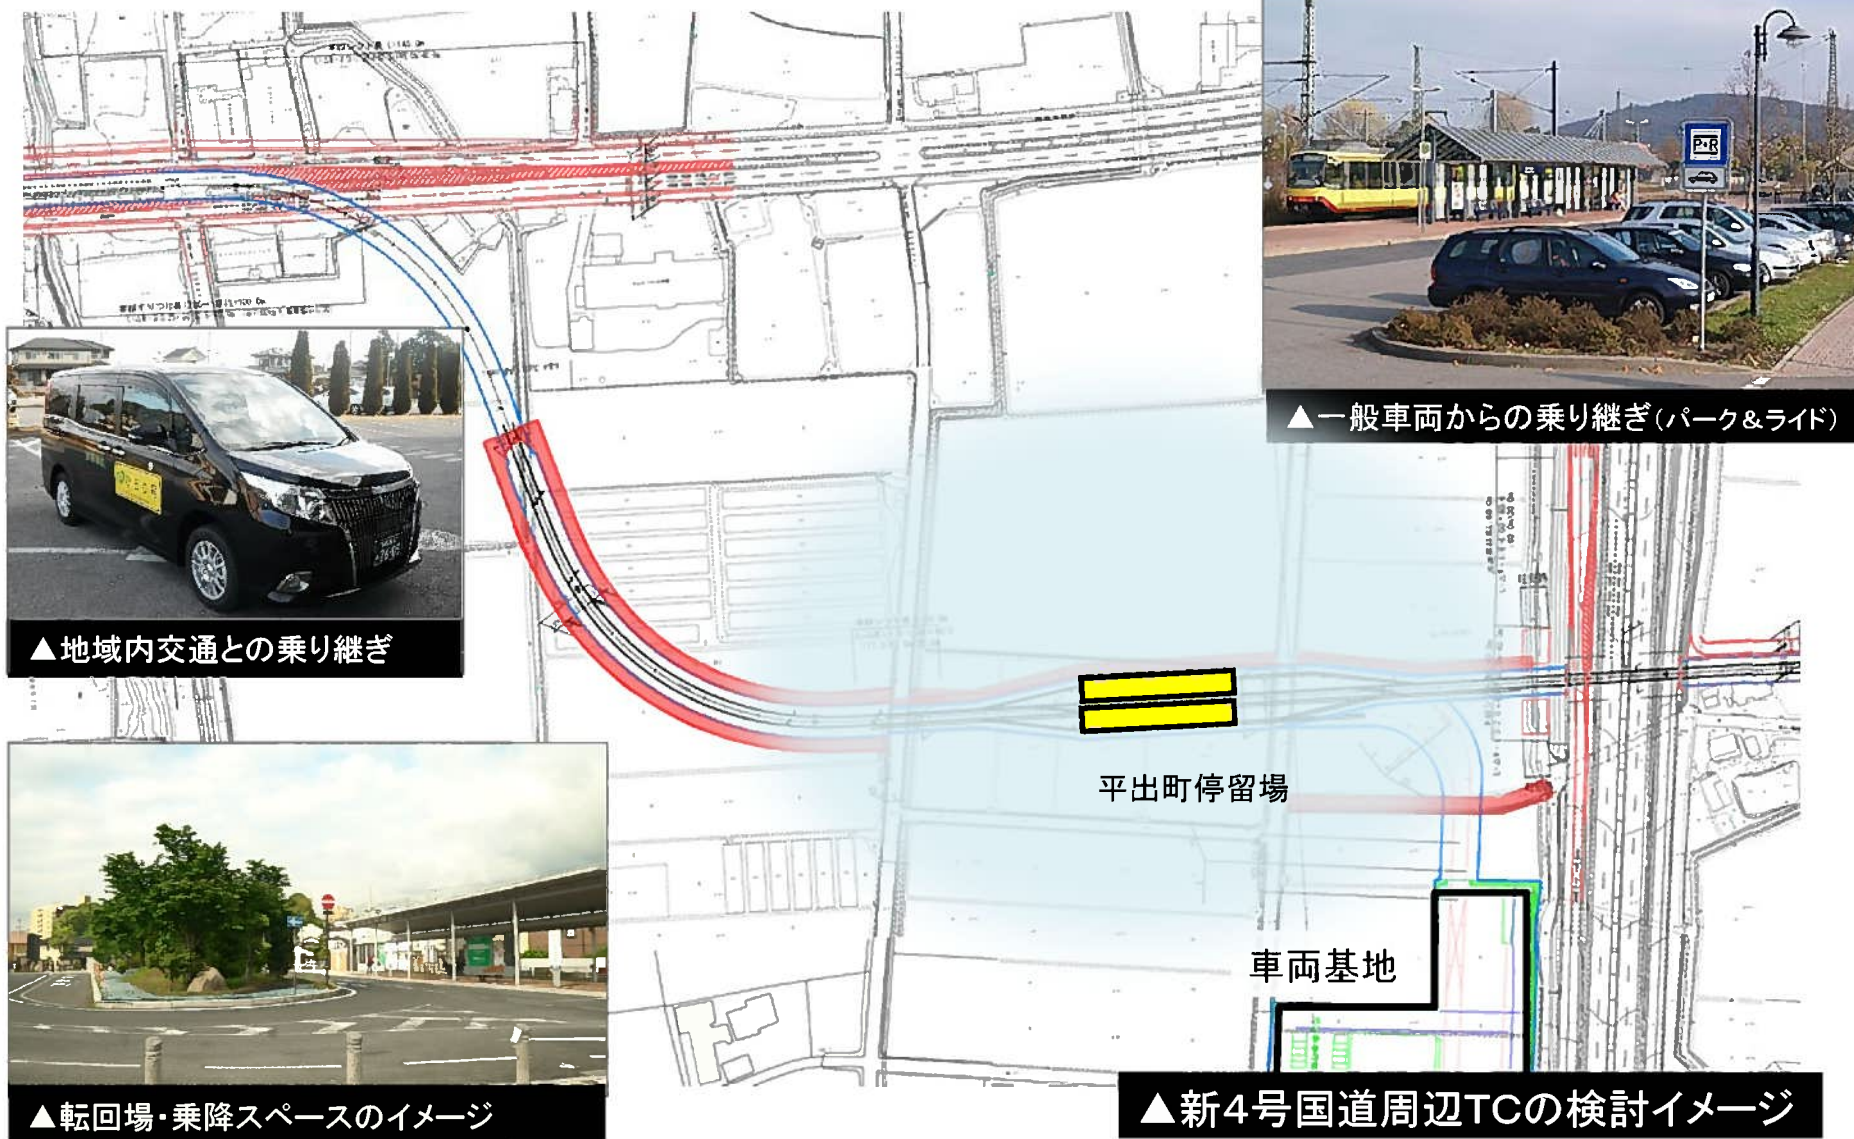 P+R
▲一般車両からの乗り継ぎ(パーク&ライド)
▲地域内交通との乗り継ぎ
平出町停留場
車両基地
▲転回場・乗降スペースのイメージ
▲新4号国道周辺TCの検討イメージ